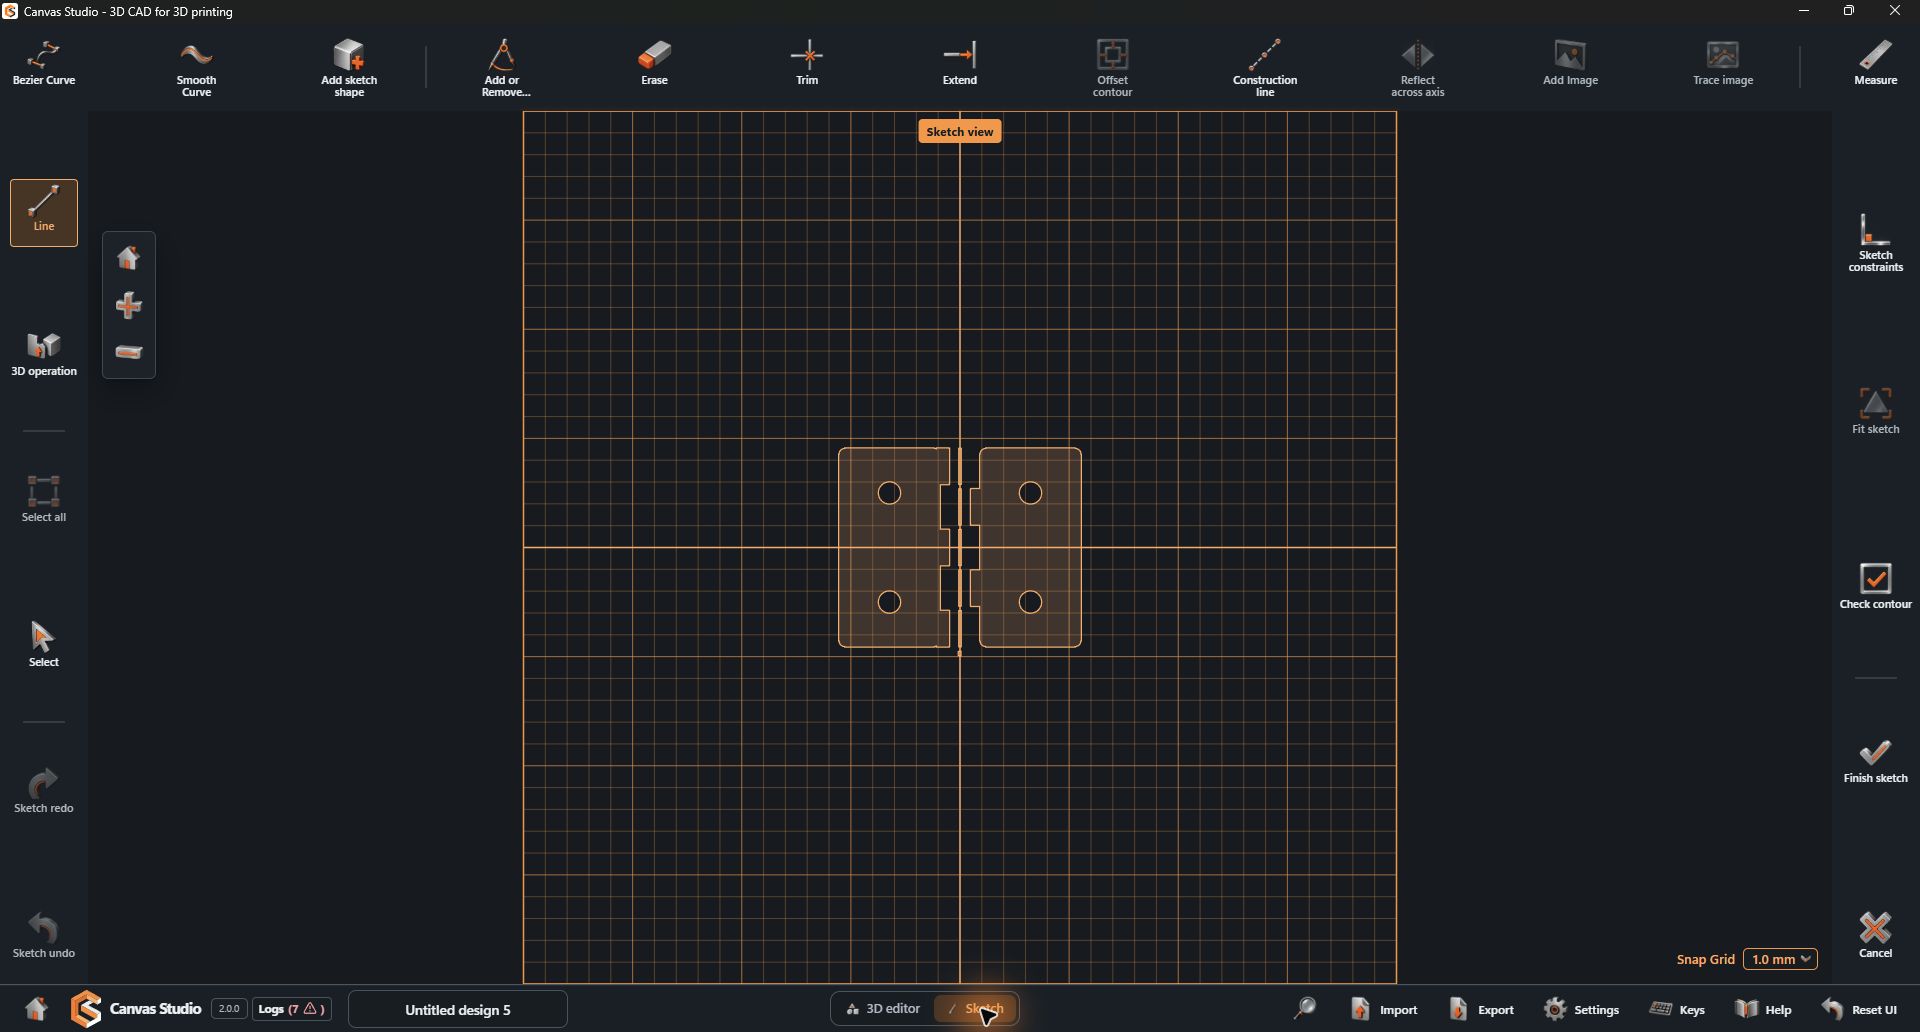 Canvas Studio - 3D CAD for 3D printing
Bezier Curve
Smooth
Curve
Add sketch
shape
Add or
Remove...
Erase
Trim
Extend
Offset
contour
Construction
line
Reflect
across axis
Add Image
Trace image
Measure
Sketch view
Line
3D operation
Select all
Select
Sketch redo
Sketch undo
Sketch
constraints
Fit sketch
Check contour
Finish sketch
Cancel
Snap Grid 1.0 mm
Canvas Studio 2.0.0 Logs (7 ) Untitled design 5 3D editor Sketch Import Export Settings Keys Help Reset UI